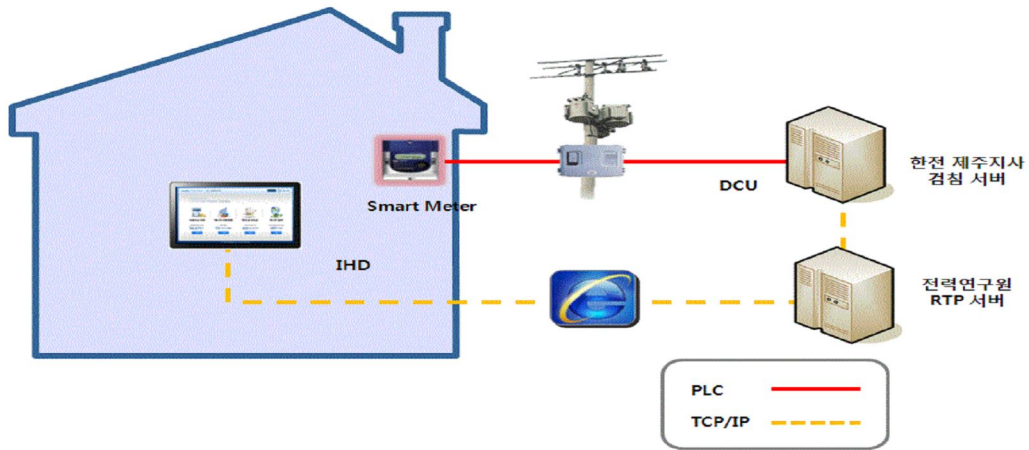 Smart Meter
DCU
한전 제주지사
검침 서버
IHD
전력연구원
RTP 서버
PLC
TCP/IP